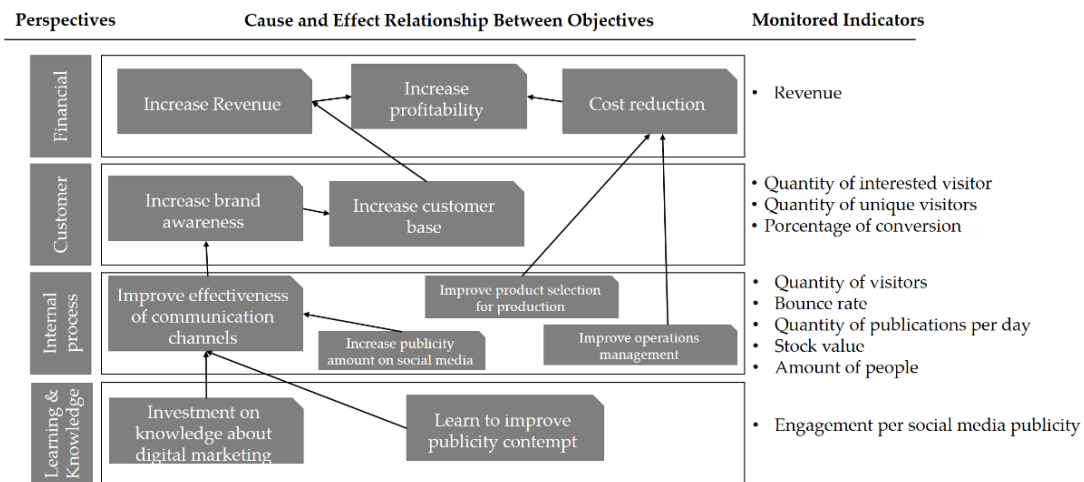 Perspectives
Cause and Effect Relationship Between Objectives
Monitored Indicators
Financial
Increase Revenue
Increase
profitability
Cost reduction
• Revenue
Customer
Increase brand
awareness
Increase customer
base
• Quantity of interested visitor
• Quantity of unique visitors
• Porcentage of conversion
Internal
process
Improve effectiveness
of communication
channels
Increase publicity
amount on social media
Improve product selection
for production
Improve operations
management
• Quantity of visitors
• Bounce rate
• Quantity of publications per day
• Stock value
• Amount of people
Learning &
Knowledge
Investment on
knowledge about
digital marketing
Learn to improve
publicity contempt
• Engagement per social media publicity